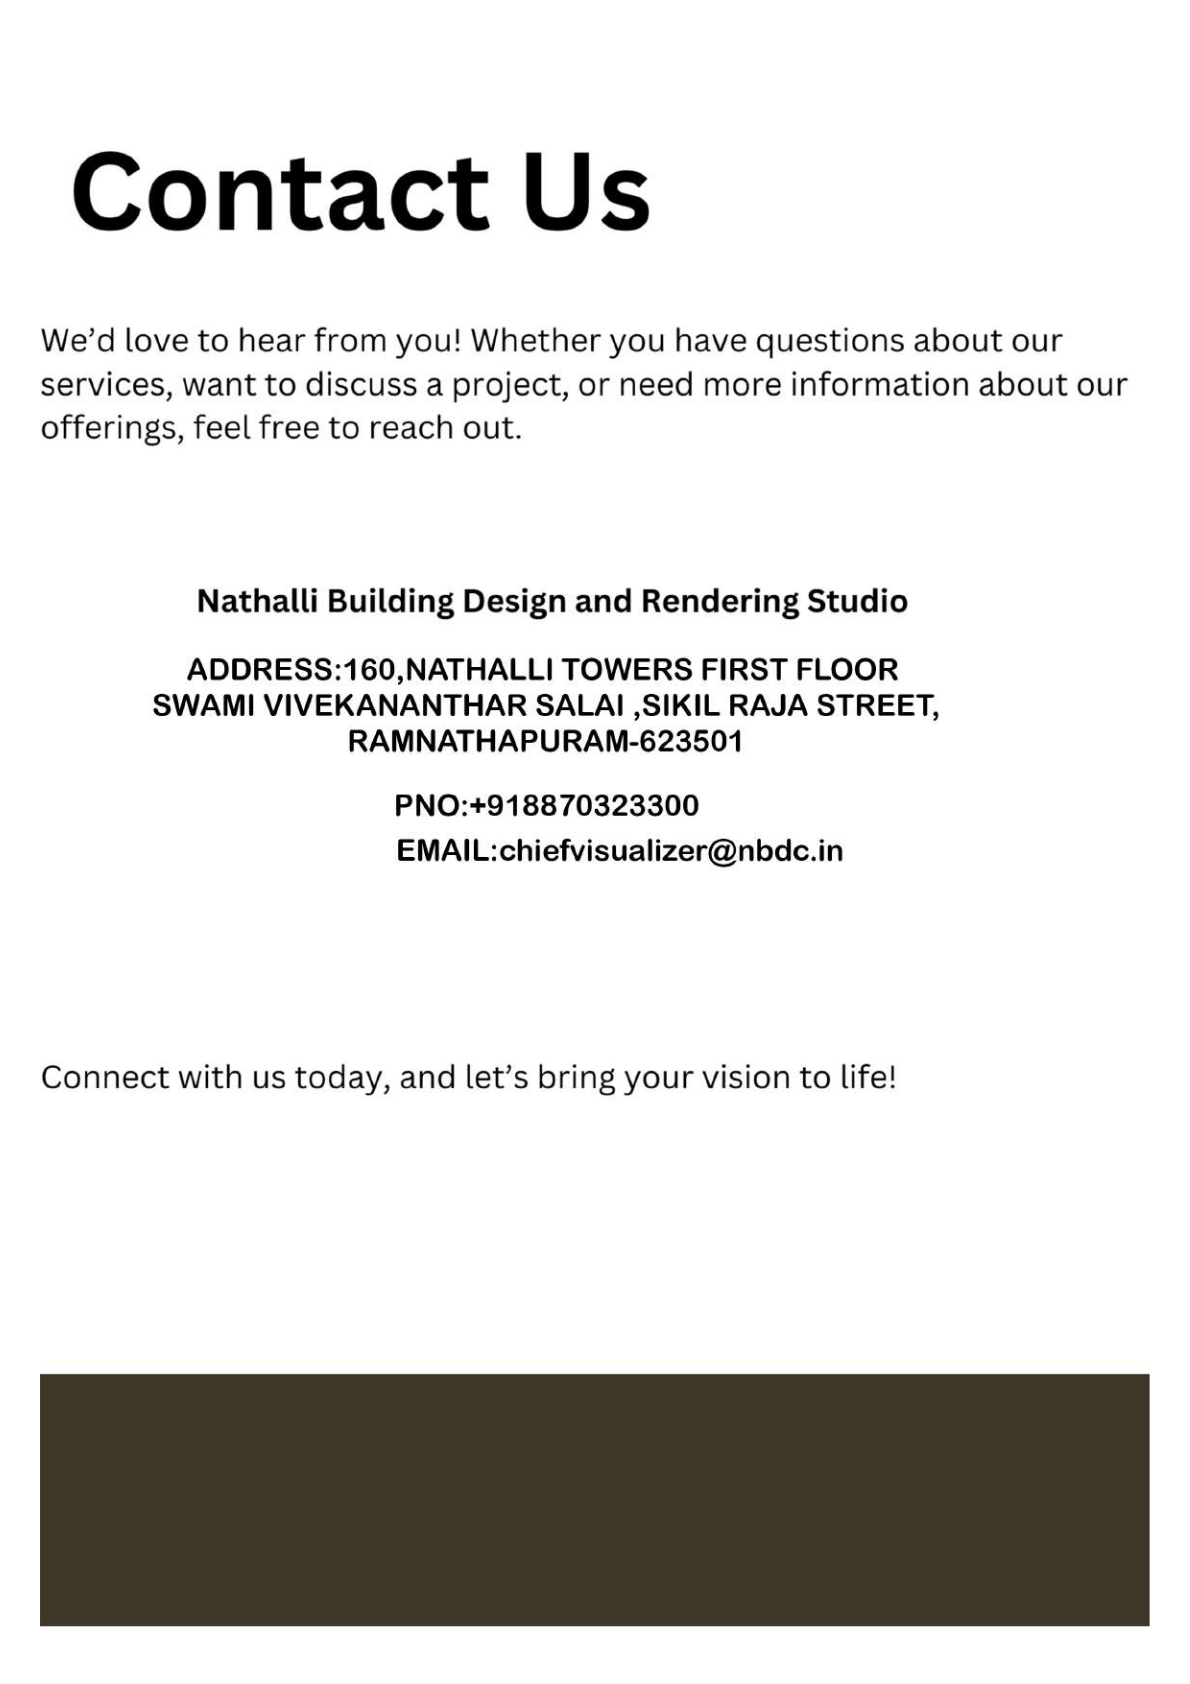 Contact Us
We’d love to hear from you! Whether you have questions about our
services, want to discuss a project, or need more information about our
offerings, feel free to reach out.
Nathalli Building Design and Rendering Studio
ADDRESS:160,NATHALLI TOWERS FIRST FLOOR
SWAMI VIVEKANANTHAR SALAI ,SIKIL RAJA STREET,
RAMNATHAPURAM-623501
PNO:+918870323300
EMAIL:chiefvisualizer@nbdc.in
Connect with us today, and let’s bring your vision to life!